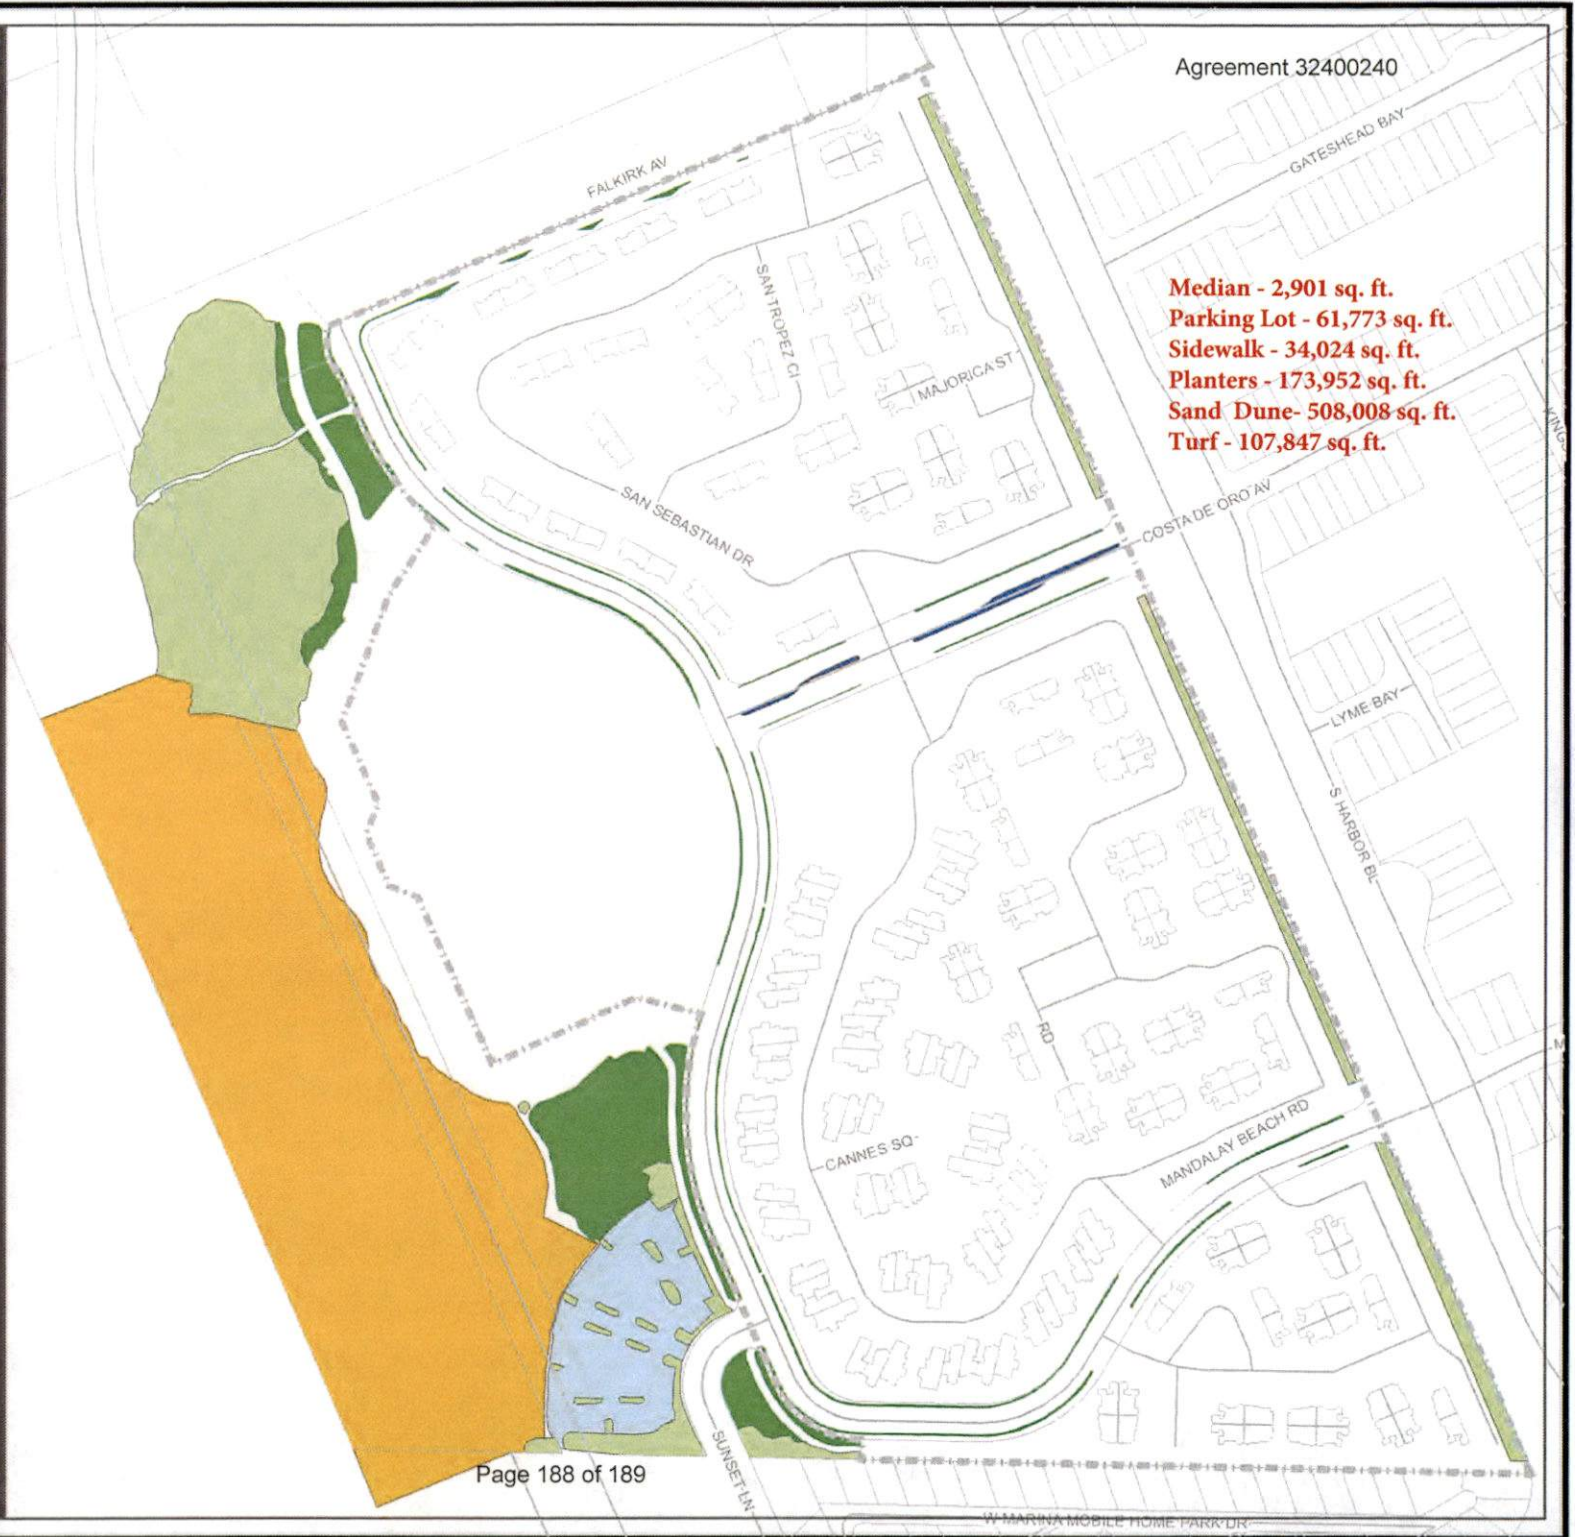 Agreement 32400240
GATESHEAD BAY
FALKIRK AV
Median - 2,901 sq. ft.
Parking Lot - 61,773 sq. ft.
Sidewalk - 34,024 sq. ft.
Planters - 173,952 sq. ft.
Sand Dune- 508,008 sq. ft.
Turf - 107,847 sq. ft.
SAN TROPEZ CI
MAJORICA ST
SAN SEBASTIAN DR
COSTA DE ORO AV
LYME BAY
S HARBOR BL
RD
M
CANNES SQ
MANDALAY BEACH RD
SUNSET LN
Page 188 of 189
W MARINA MOBILE HOME PARK DR